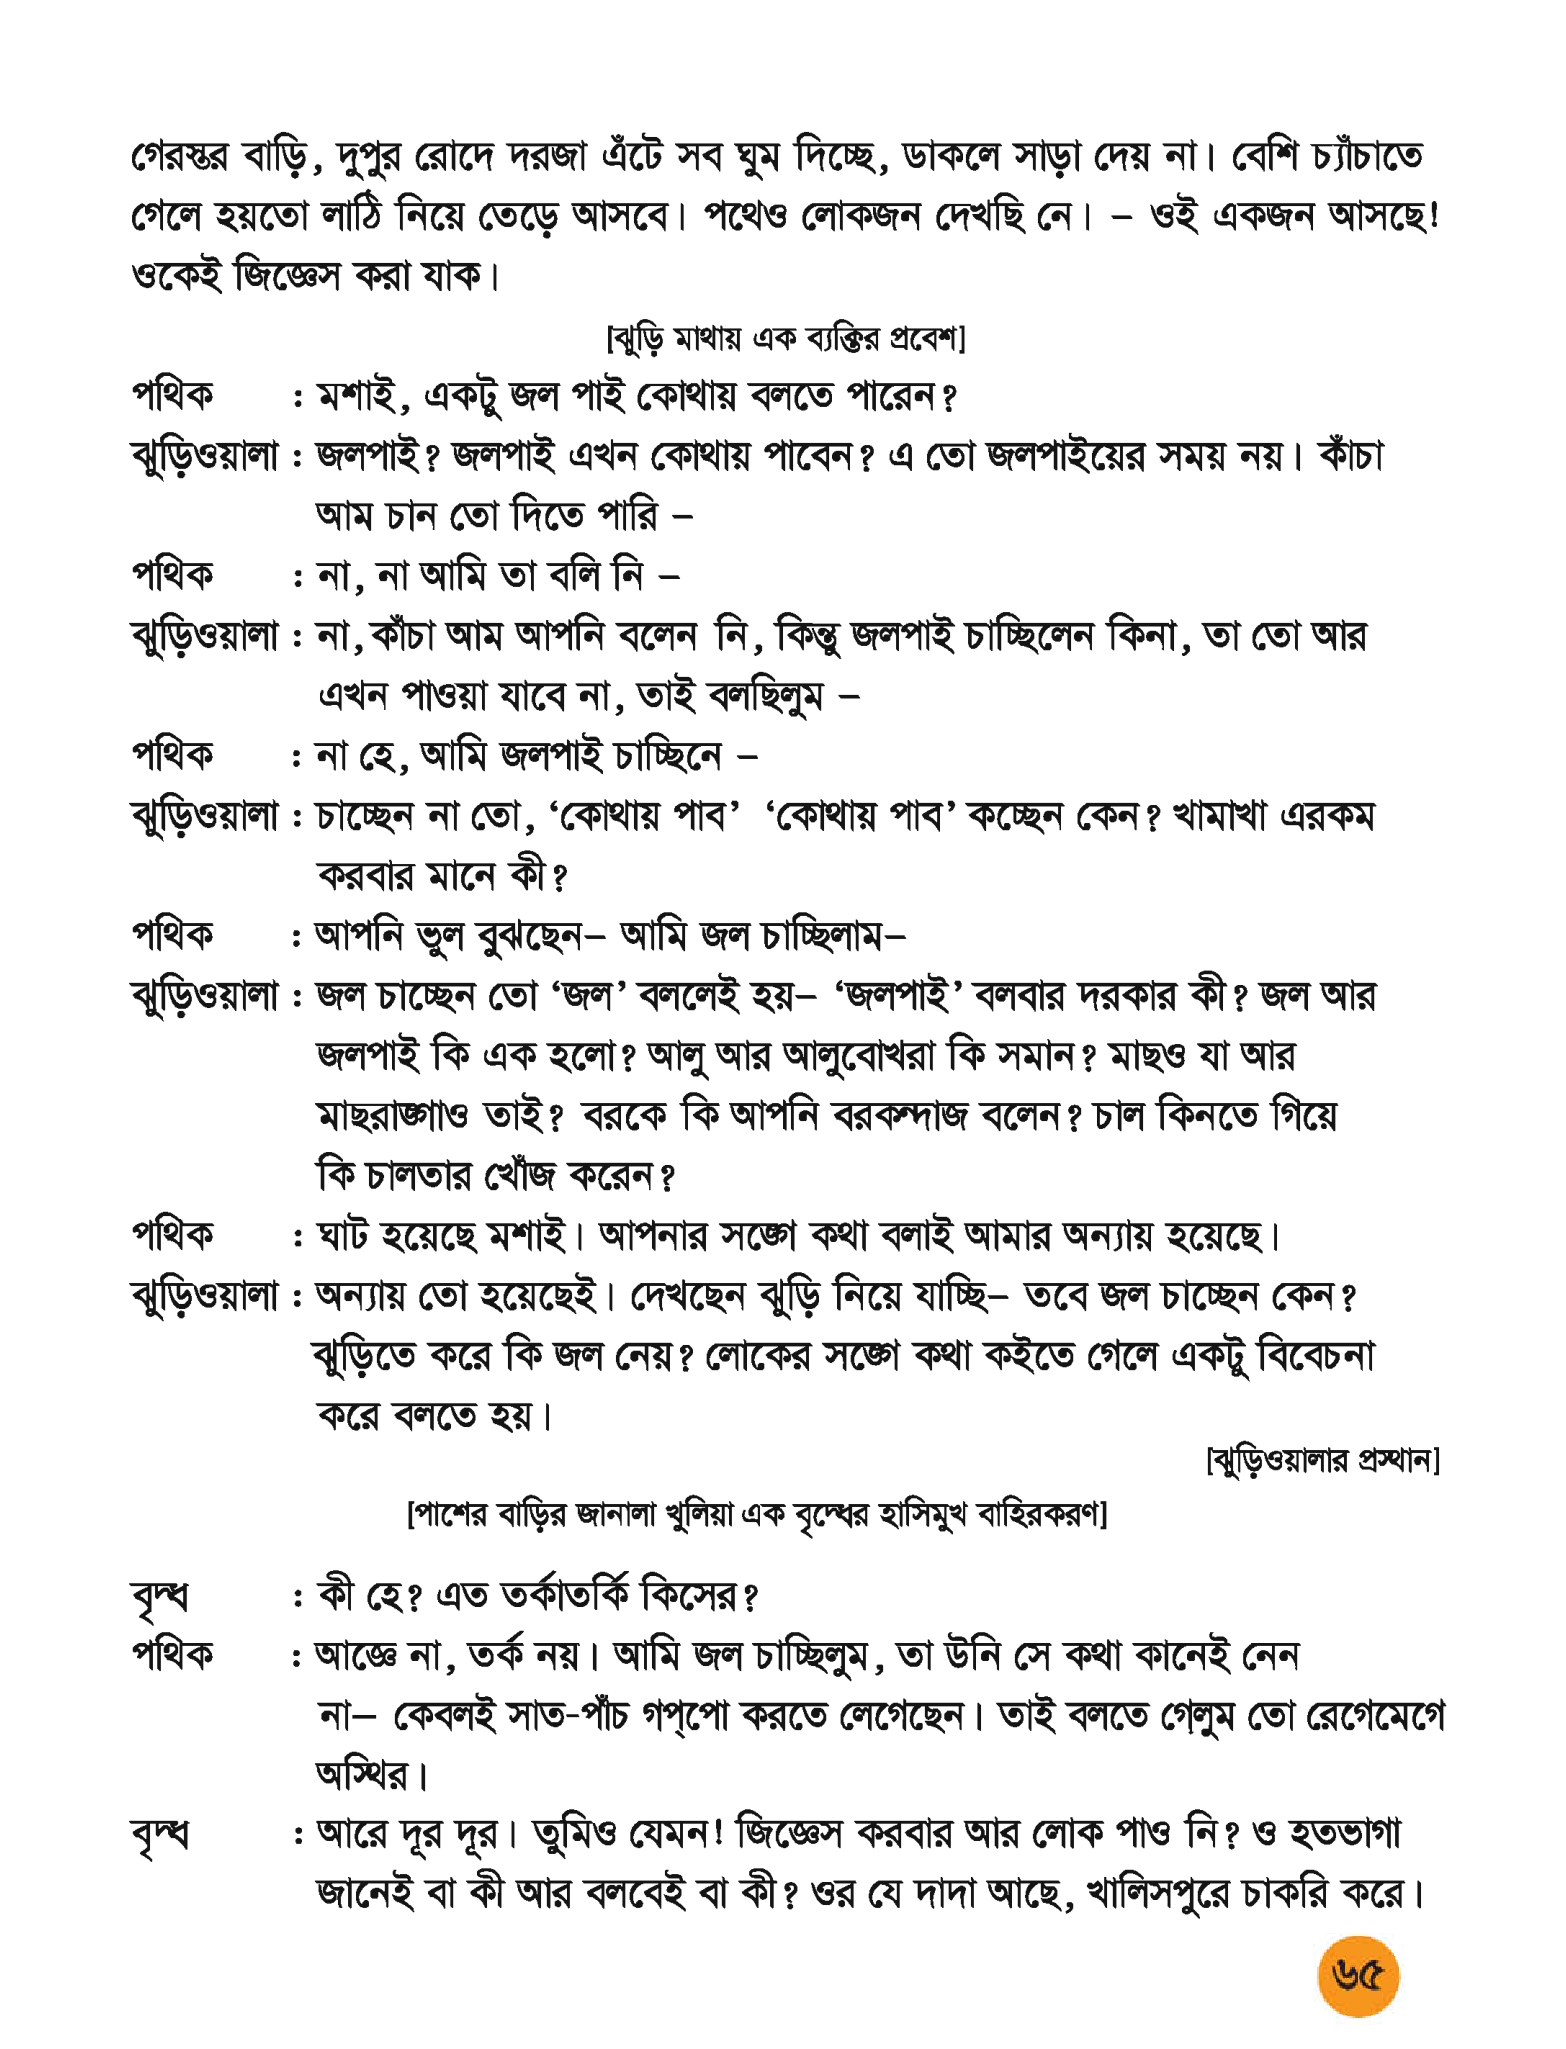 গেরস্তর বাড়ি, দুপুর রোদে দরজা এঁটে সব ঘুম দিচ্ছে, ডাকলে সাড়া দেয় না। বেশি চ্যাঁচাতে
গেলে হয়তো লাঠি নিয়ে তেড়ে আসবে। পথেও লোকজন দেখছি নে। – ওই একজন আসছে!
ওকেই জিজ্ঞেস করা যাক।
[ঝুড়ি মাথায় এক ব্যক্তির প্রবেশ]
পথিক : মশাই, একটু জল পাই কোথায় বলতে পারেন?
ঝুড়িওয়ালা : জলপাই? জলপাই এখন কোথায় পাবেন? এ তো জলপাইয়ের সময় নয়। কাঁচা
আম চান তো দিতে পারি –
পথিক : না, না আমি তা বলি নি –
ঝুড়িওয়ালা : না, কাঁচা আম আপনি বলেন নি, কিন্তু জলপাই চাচ্ছিলেন কিনা, তা তো আর
এখন পাওয়া যাবে না, তাই বলছিলুম –
পথিক : না হে, আমি জলপাই চাচ্ছিনে –
ঝুড়িওয়ালা : চাচ্ছেন না তো, ‘কোথায় পাব’ ‘কোথায় পাব’ কচ্ছেন কেন? খামাখা এরকম
করবার মানে কী?
পথিক : আপনি ভুল বুঝছেন– আমি জল চাচ্ছিলাম–
ঝুড়িওয়ালা : জল চাচ্ছেন তো ‘জল’ বললেই হয়– ‘জলপাই’ বলবার দরকার কী? জল আর
জলপাই কি এক হলো? আলু আর আলুবোখরা কি সমান? মাছও যা আর
মাছরাঙ্গাও তাই? বরকে কি আপনি বরকন্দাজ বলেন? চাল কিনতে গিয়ে
কি চালতার খোঁজ করেন?
পথিক : ঘাট হয়েছে মশাই। আপনার সঙ্গে কথা বলাই আমার অন্যায় হয়েছে।
ঝুড়িওয়ালা : অন্যায় তো হয়েছেই। দেখছেন ঝুড়ি নিয়ে যাচ্ছি– তবে জল চাচ্ছেন কেন?
ঝুড়িতে করে কি জল নেয়? লোকের সঙ্গে কথা কইতে গেলে একটু বিবেচনা
করে বলতে হয়।
[ঝুড়িওয়ালার প্রস্থান]
[পাশের বাড়ির জানালা খুলিয়া এক বৃদ্ধের হাসিমুখ বাহিরকরণ]
বৃদ্ধ : কী হে? এত তর্কাতর্কি কিসের?
পথিক : আজ্ঞে না, তর্ক নয়। আমি জল চাচ্ছিলুম, তা উনি সে কথা কানেই নেন
না– কেবলই সাত-পাঁচ গপ্পো করতে লেগেছেন। তাই বলতে গেলুম তো রেগেমেগে
অস্থির।
বৃদ্ধ : আরে দূর দূর। তুমিও যেমন! জিজ্ঞেস করবার আর লোক পাও নি? ও হতভাগা
জানেই বা কী আর বলবেই বা কী? ওর যে দাদা আছে, খালিসপুরে চাকরি করে।
৬৫